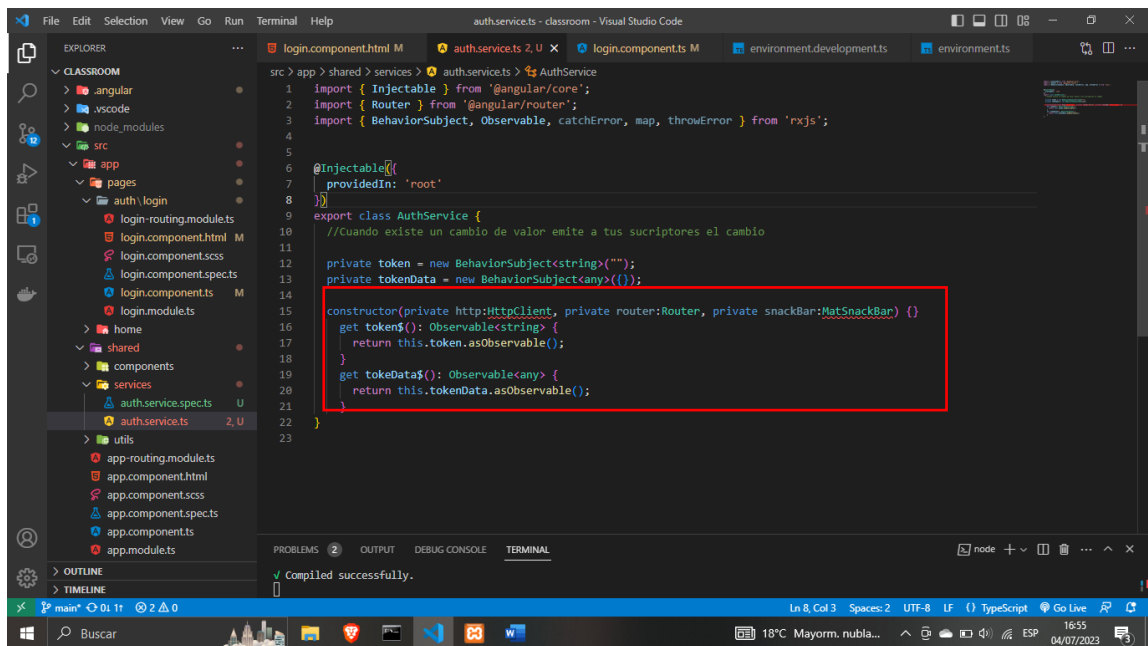 File Edit Selection View Go Run Terminal Help auth.service.ts - classroom - Visual Studio Code
EXPLORER
login.component.html M auth.service.ts 2, U login.component.ts M environment.development.ts environment.ts
CLASSROOM
.angular
.vscode
node_modules
src
app
pages
auth \ login
login-routing.module.ts
login.component.html M
login.component.scss
login.component.spec.ts
login.component.ts M
login.module.ts
home
shared
components
services
auth.service.spec.ts U
auth.service.ts 2, U
utils
app-routing.module.ts
app.component.html
app.component.scss
app.component.spec.ts
app.component.ts
app.module.ts
OUTLINE
TIMELINE
12
1
src > app > shared > services > auth.service.ts > AuthService
1 import { Injectable } from '@angular/core';
2 import { Router } from '@angular/router';
3 import { BehaviorSubject, Observable, catchError, map, throwError } from 'rxjs';
4
5
6 @Injectable({
7 providedIn: 'root'
8 })
9 export class AuthService {
10 //Cuando existe un cambio de valor emite a tus sucriptores el cambio
11
12 private token = new BehaviorSubject<string>("");
13 private tokenData = new BehaviorSubject<any>({});
14
15 constructor(private http:HttpClient, private router:Router, private snackBar:MatSnackBar) {}
16 get token$(): Observable<string> {
17 return this.token.asObservable();
18 }
19 get tokeData$(): Observable<any> {
20 return this.tokenData.asObservable();
21 }
22 }
23
PROBLEMS 2 OUTPUT DEBUG CONSOLE TERMINAL
node
√ Compiled successfully.
main* 0↓ 1↑ 2 0 Ln 8, Col 3 Spaces: 2 UTF-8 LF {} TypeScript Go Live
Buscar 18°C Mayorm. nubla... ESP 16:55
04/07/2023 3